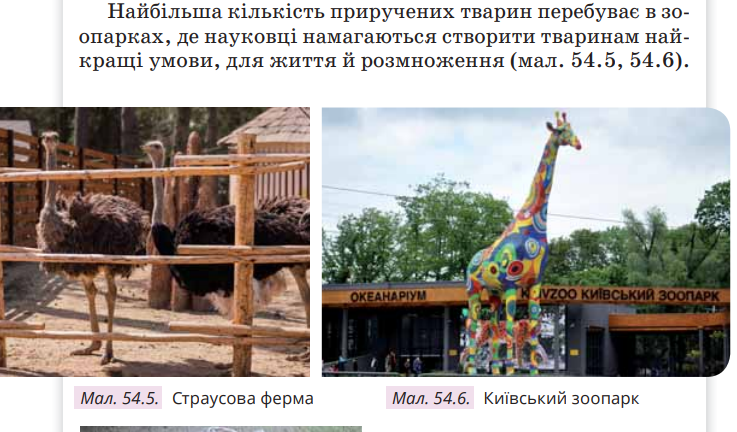 Найбільша кількість приручених тварин перебуває в зо-
опарках, де науковці намагаються створити тваринам най-
кращі умови, для життя й розмноження (мал. 54.5, 54.6).
ОКЕАНАРІУМ
KYIVZOO КИЇВСЬКИЙ ЗООПАРК
Мал. 54.5. Страусова ферма
Мал. 54.6. Київський зоопарк